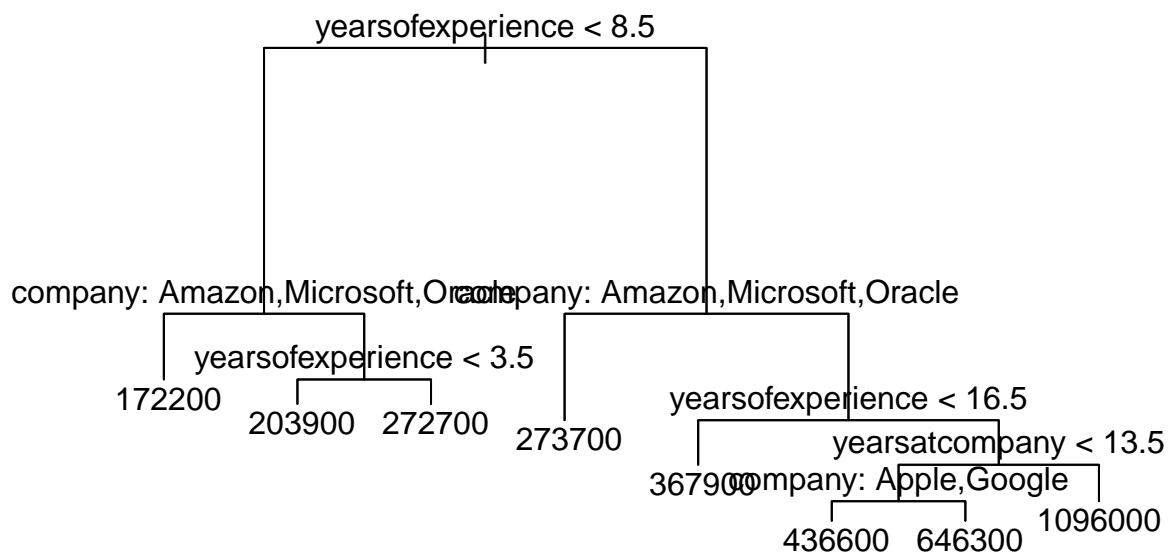 yearsofexperience < 8.5
company: Amazon,Microsoft,Oracle
company: Amazon,Microsoft,Oracle
yearsofexperience < 3.5
172200
203900
272700
273700
yearsofexperience < 16.5
367900
yearsatcompany < 13.5
company: Apple,Google
436600
646300
1096000